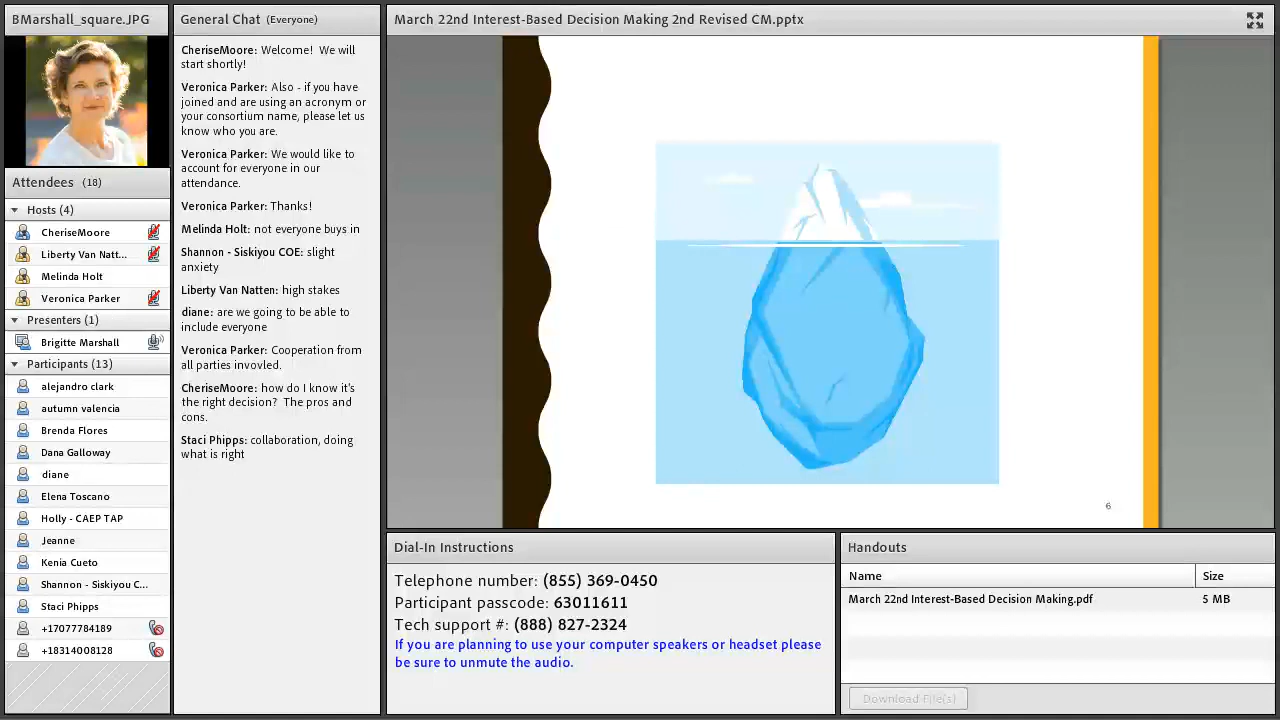 BMarshall_square.JPG
Attendees (18)
Hosts (4)
CheriseMoore
Liberty Van Natt...
Melinda Holt
Veronica Parker
Presenters (1)
Brigitte Marshall
Participants (13)
alejandro clark
autumn valencia
Brenda Flores
Dana Galloway
diane
Elena Toscano
Holly - CAEP TAP
Jeanne
Kenia Cueto
Shannon - Siskiyou C...
Staci Phipps
+17077784189
+18314008128
General Chat (Everyone)
CheriseMoore: Welcome! We will
start shortly!
Veronica Parker: Also - if you have
joined and are using an acronym or
your consortium name, please let us
know who you are.
Veronica Parker: We would like to
account for everyone in our
attendance.
Veronica Parker: Thanks!
Melinda Holt: not everyone buys in
Shannon - Siskiyou COE: slight
anxiety
Liberty Van Natten: high stakes
diane: are we going to be able to
include everyone
Veronica Parker: Cooperation from
all parties invovled.
CheriseMoore: how do I know it's
the right decision? The pros and
cons.
Staci Phipps: collaboration, doing
what is right
March 22nd Interest-Based Decision Making 2nd Revised CM.pptx
6
Dial-In Instructions
Telephone number: (855) 369-0450
Participant passcode: 63011611
Tech support #: (888) 827-2324
If you are planning to use your computer speakers or headset please
be sure to unmute the audio.
Handouts
Name Size
March 22nd Interest-Based Decision Making.pdf 5 MB
Download File(s)